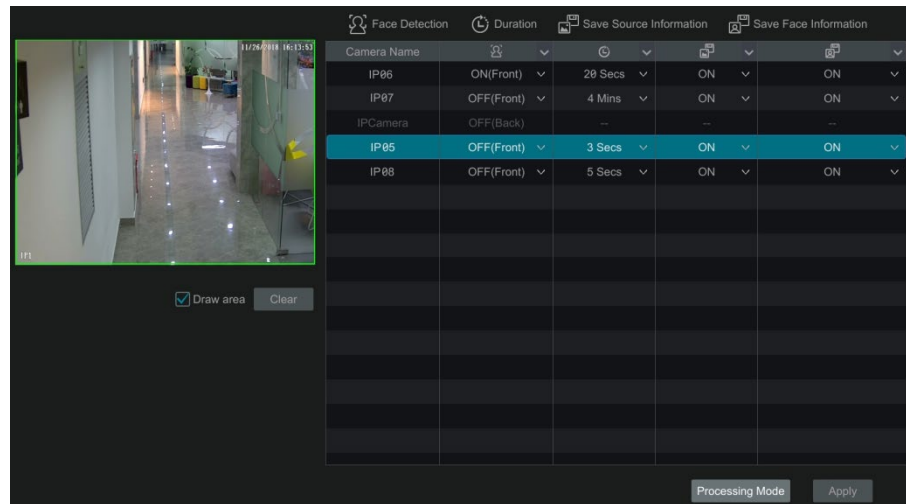 Face Detection Duration Save Source Information Save Face Information
11/26/2018 16:13:53
Camera Name
IP06 ON(Front) 20 Secs ON ON
IP07 OFF(Front) 4 Mins ON ON
IPCamera OFF(Back) -- -- --
IP05 OFF(Front) 3 Secs ON ON
IP08 OFF(Front) 5 Secs ON ON
Draw area Clear
Processing Mode Apply